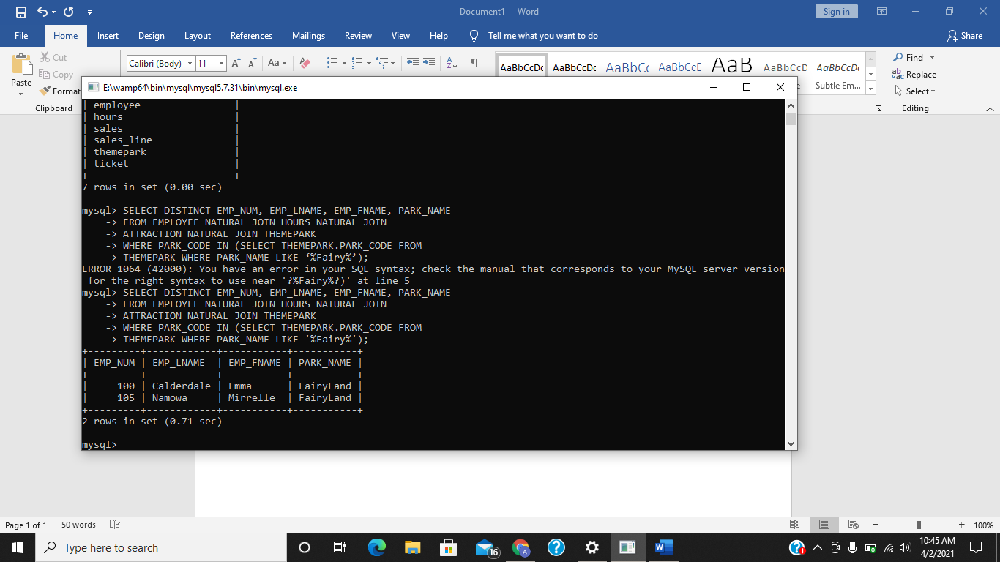 Document1 - Word
Sign in
File Home Insert Design Layout References Mailings Review View Help Tell me what you want to do Share
Cut
Copy
Format
Paste
Clipboard
Calibri (Body) 11
Aa
AaBbCcDc AaBbCcDc AaBbCc AaBbCcC AaB AaBbCcD AaBbCcDc
Subtle Em...
Find
Replace
Select
Editing
E:\wamp64\bin\mysql\mysql5.7.31\bin\mysql.exe
| employee |
| hours |
| sales |
| sales_line |
| themepark |
| ticket |
+-------------------------+
7 rows in set (0.00 sec)
mysql> SELECT DISTINCT EMP_NUM, EMP_LNAME, EMP_FNAME, PARK_NAME
-> FROM EMPLOYEE NATURAL JOIN HOURS NATURAL JOIN
-> ATTRACTION NATURAL JOIN THEMEPARK
-> WHERE PARK_CODE IN (SELECT THEMEPARK.PARK_CODE FROM
-> THEMEPARK WHERE PARK_NAME LIKE ‘%Fairy%’);
ERROR 1064 (42000): You have an error in your SQL syntax; check the manual that corresponds to your MySQL server version
for the right syntax to use near '?%Fairy%?)' at line 5
mysql> SELECT DISTINCT EMP_NUM, EMP_LNAME, EMP_FNAME, PARK_NAME
-> FROM EMPLOYEE NATURAL JOIN HOURS NATURAL JOIN
-> ATTRACTION NATURAL JOIN THEMEPARK
-> WHERE PARK_CODE IN (SELECT THEMEPARK.PARK_CODE FROM
-> THEMEPARK WHERE PARK_NAME LIKE '%Fairy%');
+---------+------------+-----------+-----------+
| EMP_NUM | EMP_LNAME | EMP_FNAME | PARK_NAME |
+---------+------------+-----------+-----------+
| 100 | Calderdale | Emma | FairyLand |
| 105 | Namowa | Mirrelle | FairyLand |
+---------+------------+-----------+-----------+
2 rows in set (0.71 sec)
mysql>
Page 1 of 1 50 words 100%
Type here to search
16
A
10:45 AM
4/2/2021